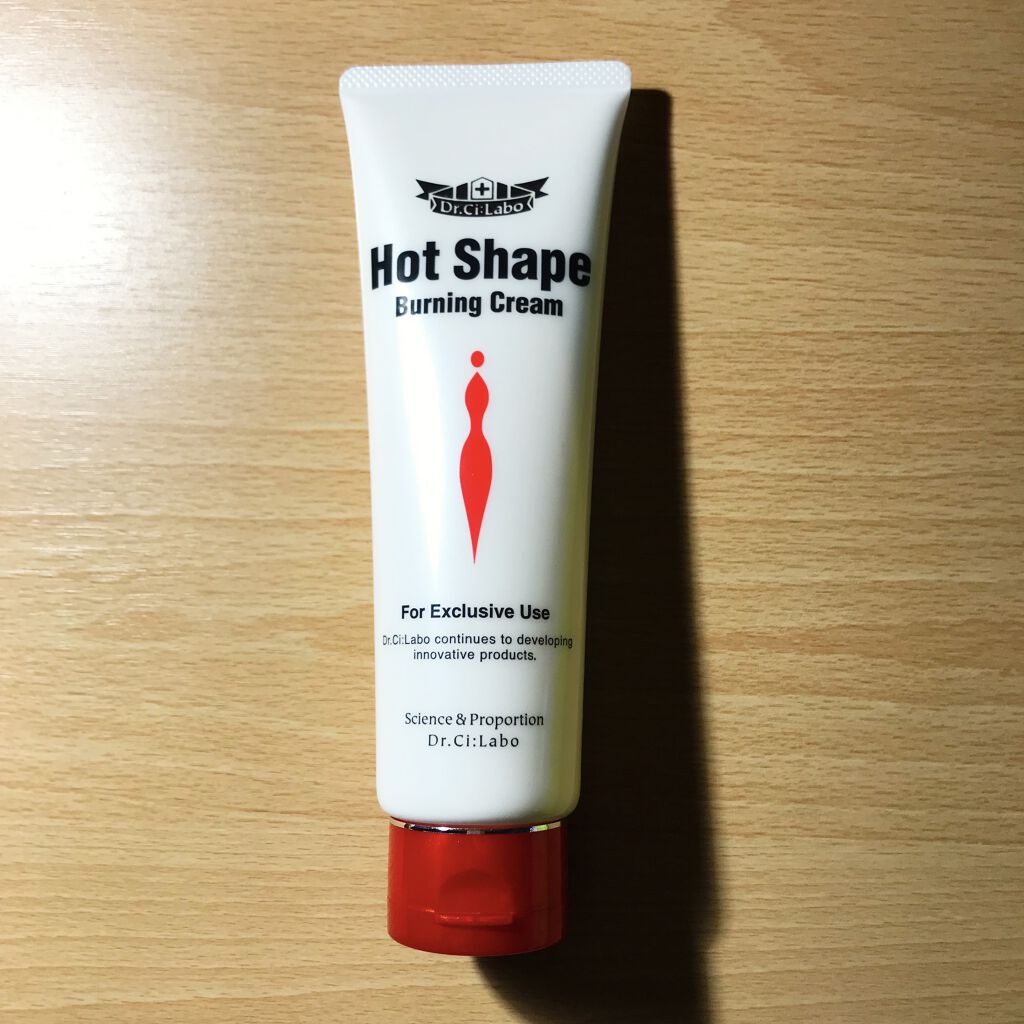 Dr.Ci:Labo
Hot Shape
Burning Cream
For Exclusive Use
Dr.Ci:Labo continues to developing
innovative products.
Science & Proportion
Dr.Ci:Labo